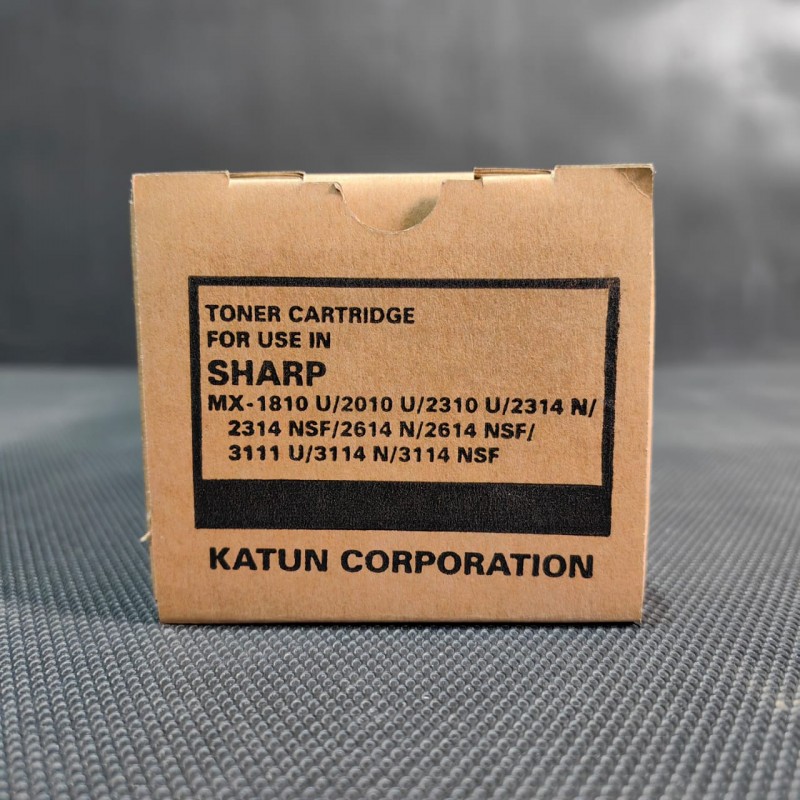 TONER CARTRIDGE
FOR USE IN
SHARP
MX-1810 U/2010 U/2310 U/2314 N/
2314 NSF/2614 N/2614 NSF/
3111 U/3114 N/3114 NSF
KATUN CORPORATION